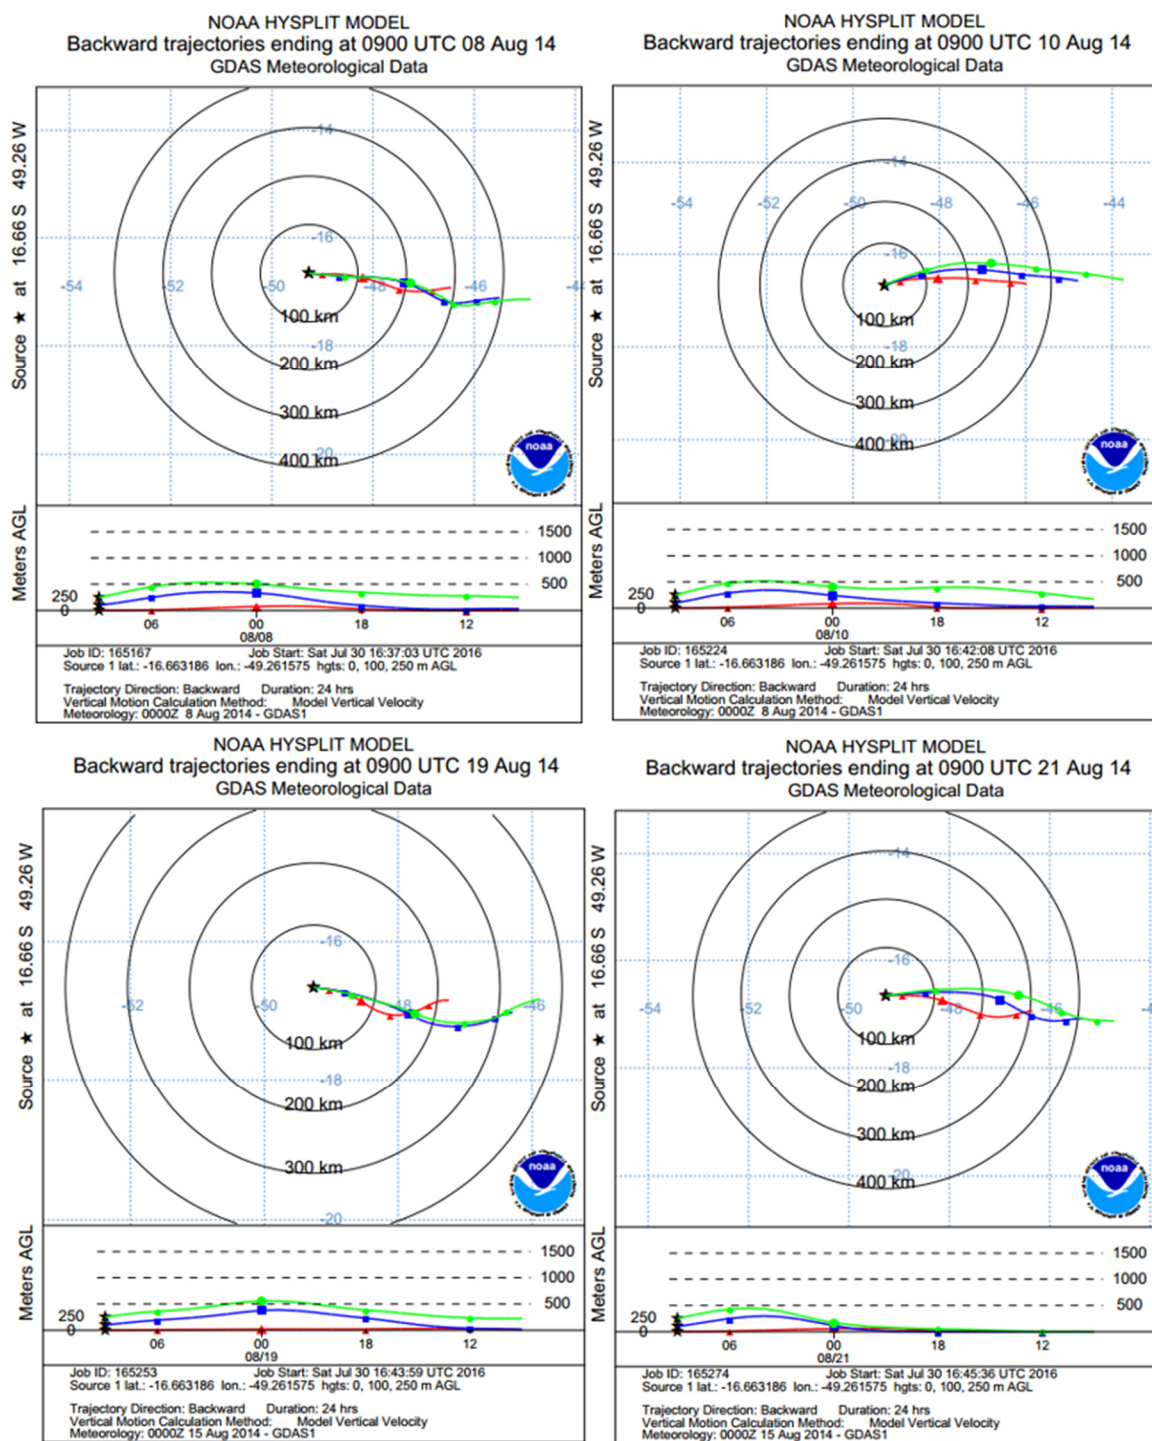 NOAA HYSPLIT MODEL
Backward trajectories ending at 0900 UTC 08 Aug 14
GDAS Meteorological Data
Source ★ at 16.66 S 49.26 W
-14
-16
-54
-52
-50
-48
-46
-18
-20
100 km
200 km
300 km
400 km
noaa
Meters AGL
1500
1000
500
250
0
06
00
18
12
08/08
Job ID: 165167 Job Start: Sat Jul 30 16:37:03 UTC 2016
Source 1 lat.: -16.663186 lon.: -49.261575 hgts: 0, 100, 250 m AGL
Trajectory Direction: Backward Duration: 24 hrs
Vertical Motion Calculation Method: Model Vertical Velocity
Meteorology: 0000Z 8 Aug 2014 - GDAS1
NOAA HYSPLIT MODEL
Backward trajectories ending at 0900 UTC 10 Aug 14
GDAS Meteorological Data
Source ★ at 16.66 S 49.26 W
-14
-54
-52
-50
-48
-46
-44
-16
-18
100 km
200 km
300 km
400 km
noaa
Meters AGL
1500
1000
500
250
0
06
00
18
12
08/10
Job ID: 165224 Job Start: Sat Jul 30 16:42:08 UTC 2016
Source 1 lat.: -16.663186 lon.: -49.261575 hgts: 0, 100, 250 m AGL
Trajectory Direction: Backward Duration: 24 hrs
Vertical Motion Calculation Method: Model Vertical Velocity
Meteorology: 0000Z 8 Aug 2014 - GDAS1
NOAA HYSPLIT MODEL
Backward trajectories ending at 0900 UTC 19 Aug 14
GDAS Meteorological Data
Source ★ at 16.66 S 49.26 W
-16
-52
-50
-48
-46
-18
-20
100 km
200 km
300 km
noaa
Meters AGL
1500
1000
500
250
0
06
00
18
12
08/19
Job ID: 165253 Job Start: Sat Jul 30 16:43:59 UTC 2016
Source 1 lat.: -16.663186 lon.: -49.261575 hgts: 0, 100, 250 m AGL
Trajectory Direction: Backward Duration: 24 hrs
Vertical Motion Calculation Method: Model Vertical Velocity
Meteorology: 0000Z 15 Aug 2014 - GDAS1
NOAA HYSPLIT MODEL
Backward trajectories ending at 0900 UTC 21 Aug 14
GDAS Meteorological Data
Source ★ at 16.66 S 49.26 W
-14
-16
-54
-52
-50
-48
-46
-18
-20
100 km
200 km
300 km
400 km
noaa
Meters AGL
1500
1000
500
250
0
06
00
18
12
08/21
Job ID: 165274 Job Start: Sat Jul 30 16:45:36 UTC 2016
Source 1 lat.: -16.663186 lon.: -49.261575 hgts: 0, 100, 250 m AGL
Trajectory Direction: Backward Duration: 24 hrs
Vertical Motion Calculation Method: Model Vertical Velocity
Meteorology: 0000Z 15 Aug 2014 - GDAS1